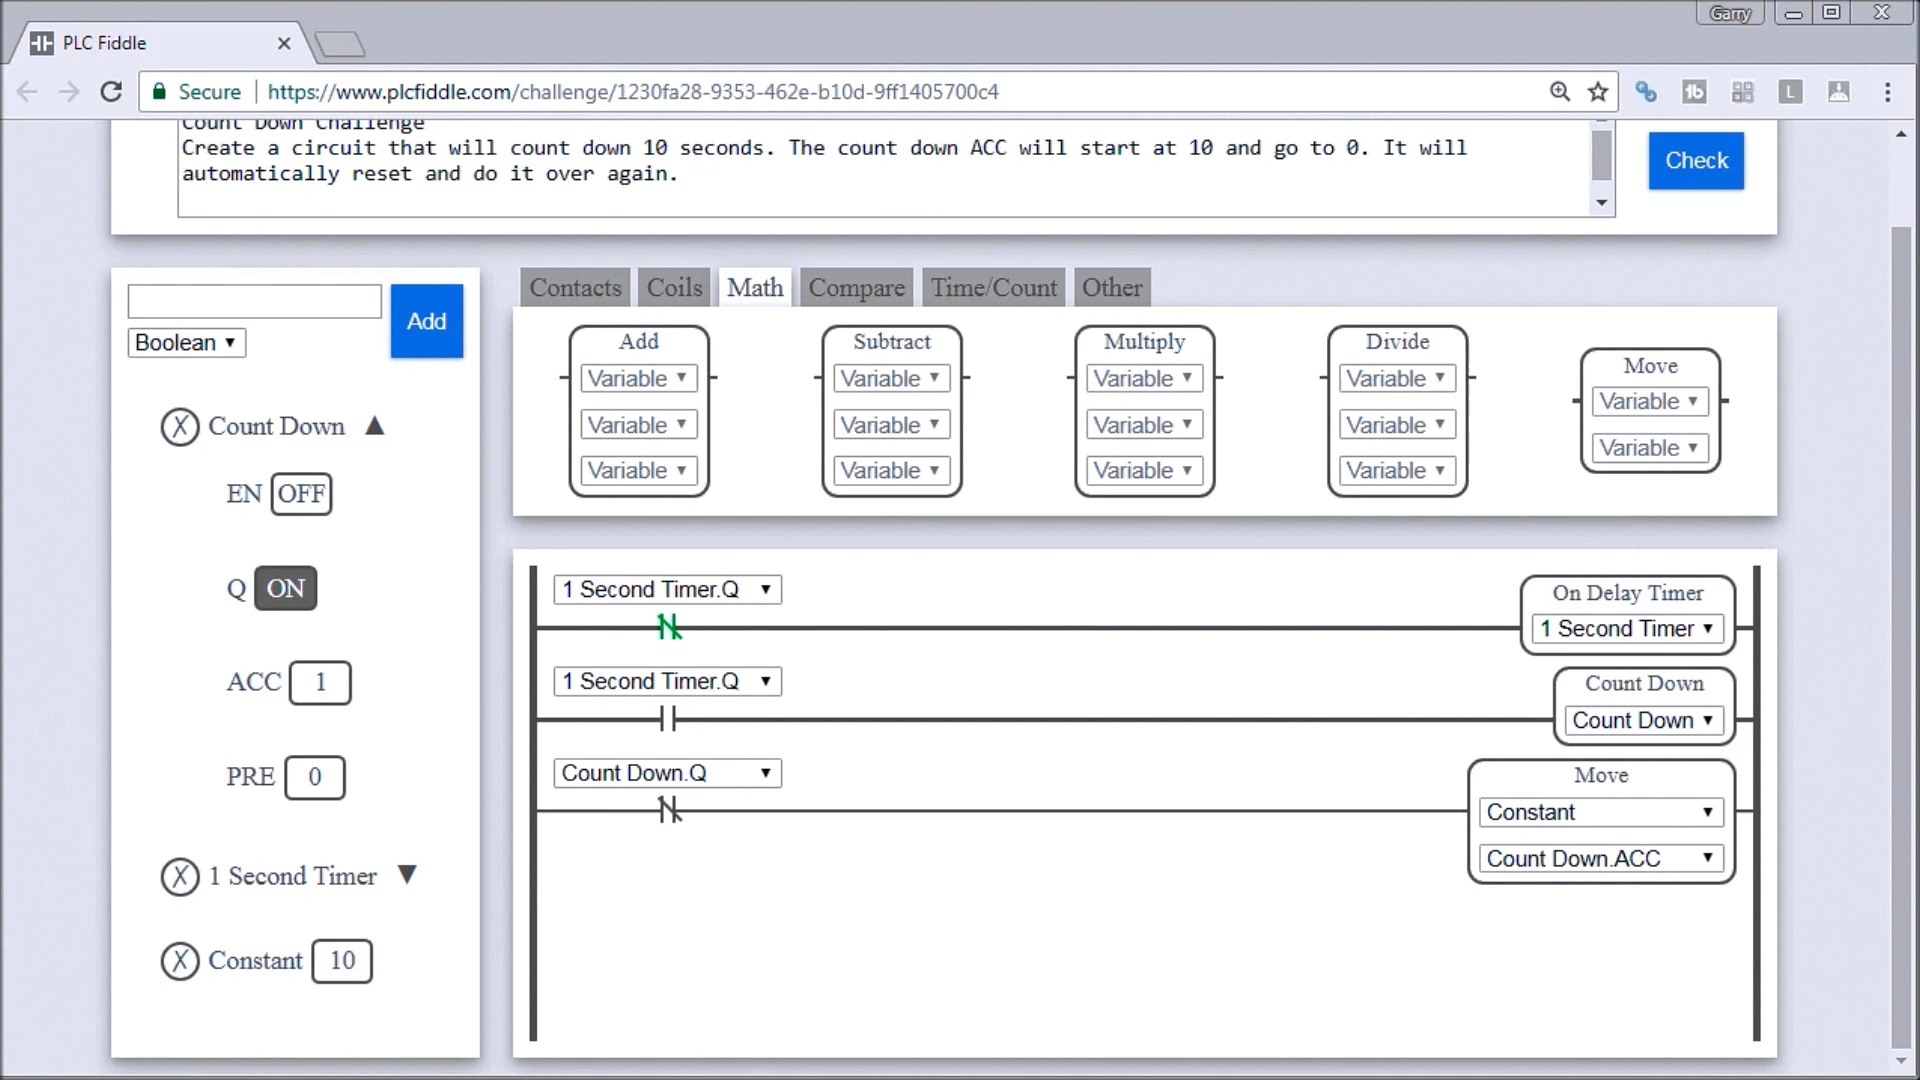 Garry
PLC Fiddle
Secure https://www.plcfiddle.com/challenge/1230fa28-9353-462e-b10d-9ff1405700c4
Count Down Challenge
Create a circuit that will count down 10 seconds. The count down ACC will start at 10 and go to 0. It will
automatically reset and do it over again.
Check
Add
Boolean
Count Down
EN OFF
Q ON
ACC 1
PRE 0
X 1 Second Timer
X Constant 10
Contacts Coils Math Compare Time/Count Other
Add Subtract Multiply Divide Move
Variable Variable Variable Variable Variable
Variable Variable Variable Variable Variable
Variable Variable Variable Variable
1 Second Timer.Q
On Delay Timer
1 Second Timer
1 Second Timer.Q
Count Down
Count Down
Count Down.Q
Move
Constant
Count Down.ACC